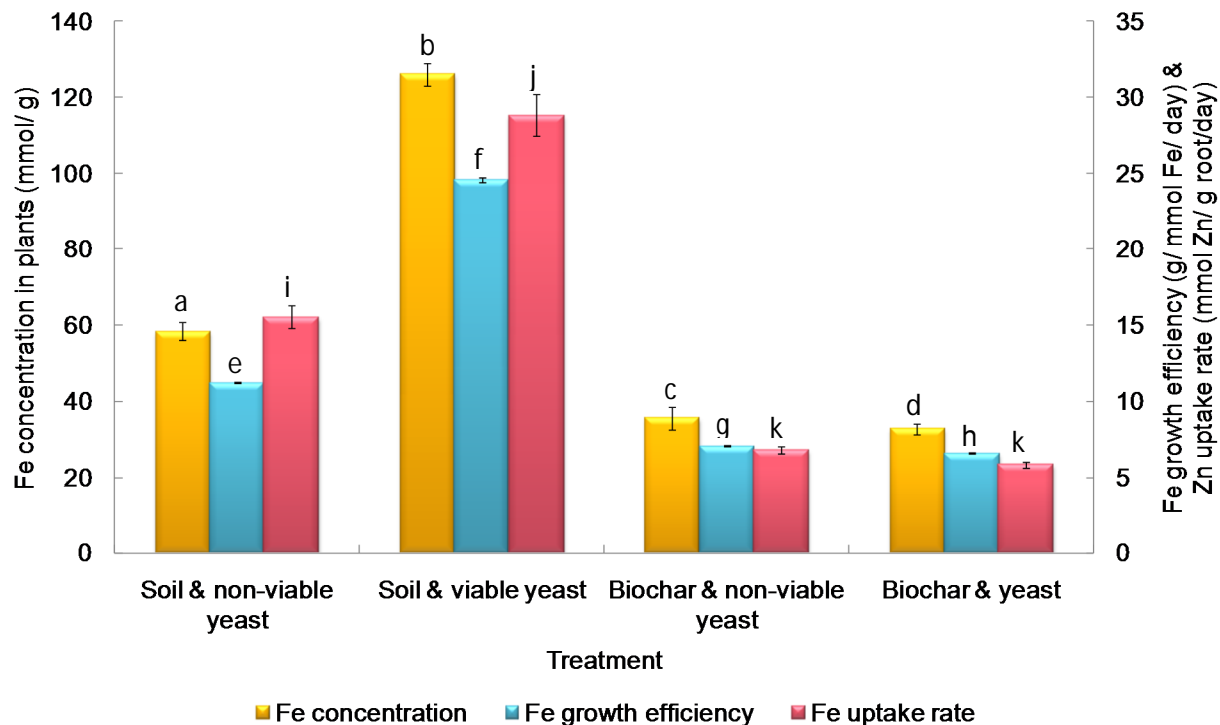 Fe concentration in plants (mmol/ g)
140
120
100
80
60
40
20
0
a
e
i
b
f
j
c
g
k
d
h
k
35
30
25
20
15
10
5
0
Fe growth efficiency (g/ mmol Fe/ day) &
Zn uptake rate (mmol Zn/ g root/day)
Soil & non-viable
yeast
Soil & viable yeast
Biochar & non-viable
yeast
Biochar & yeast
Treatment
Fe concentration
Fe growth efficiency
Fe uptake rate